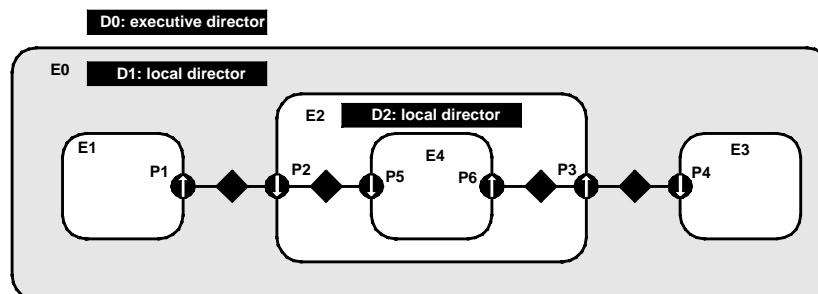 D0: executive director
E0
D1: local director
E2
D2: local director
E1
E4
E3
P1
P2
P5
P6
P3
P4